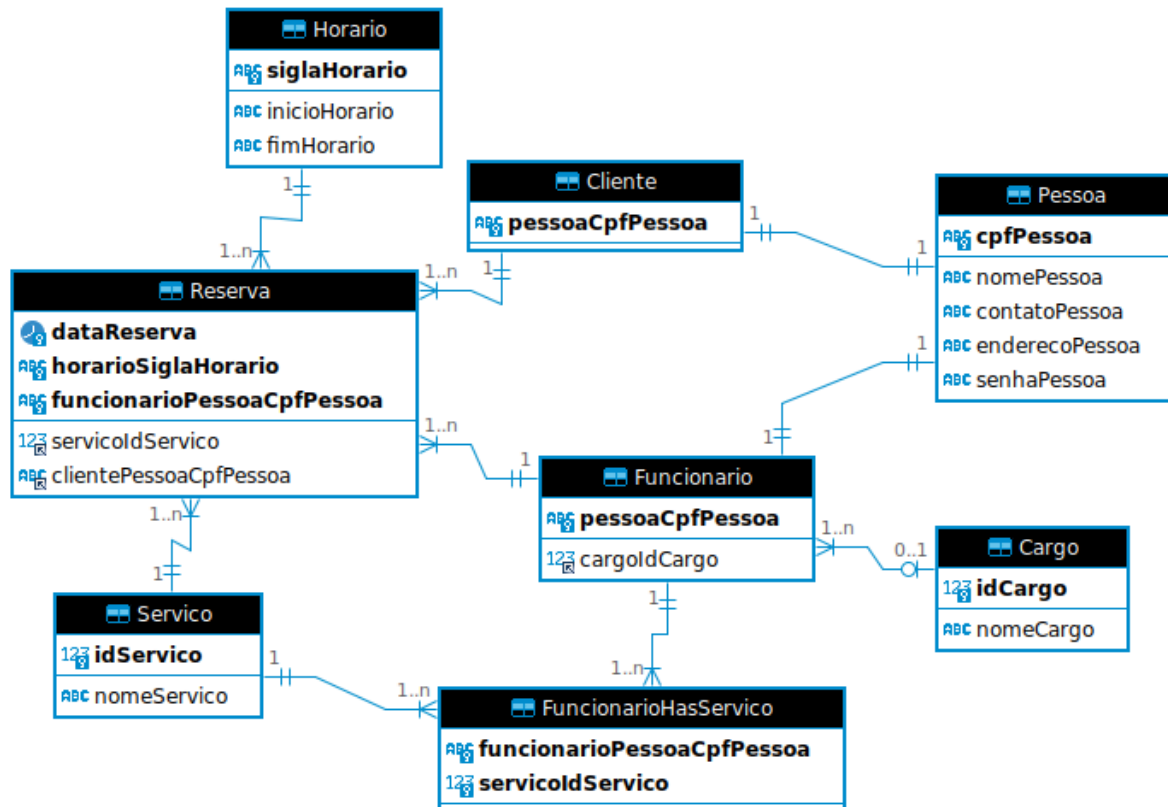 Horario
siglaHorario
inicioHorario
fimHorario
1
1..n
Cliente
pessoaCpfPessoa
1
1
1..n
1
Pessoa
cpfPessoa
nomePessoa
contatoPessoa
enderecoPessoa
senhaPessoa
1
1
Reserva
dataReserva
horarioSiglaHorario
funcionarioPessoaCpfPessoa
servicoIdServico
clientePessoaCpfPessoa
1..n
1
1..n
1
Funcionario
pessoaCpfPessoa
cargoIdCargo
1..n
0..1
Cargo
idCargo
nomeCargo
Servico
idServico
nomeServico
1
1..n
1
1..n
FuncionarioHasServico
funcionarioPessoaCpfPessoa
servicoIdServico